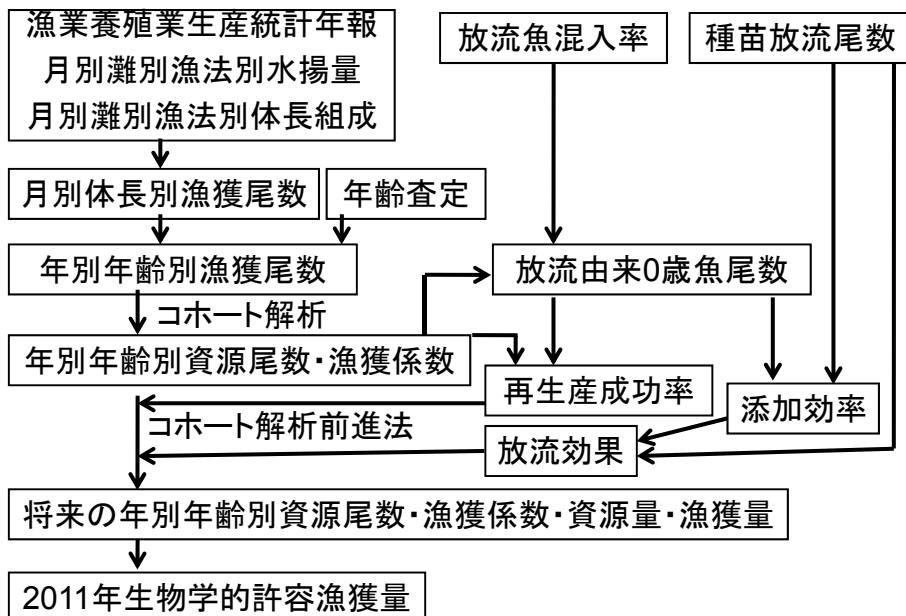 漁業養殖業生産統計年報
月別灘別漁法別水揚量
月別灘別漁法別体長組成
放流魚混入率
種苗放流尾数
月別体長別漁獲尾数
年齢査定
年別年齢別漁獲尾数
放流由来0歳魚尾数
コホート解析
年別年齢別資源尾数・漁獲係数
再生産成功率
添加効率
コホート解析前進法
放流効果
将来の年別年齢別資源尾数・漁獲係数・資源量・漁獲量
2011年生物学的許容漁獲量